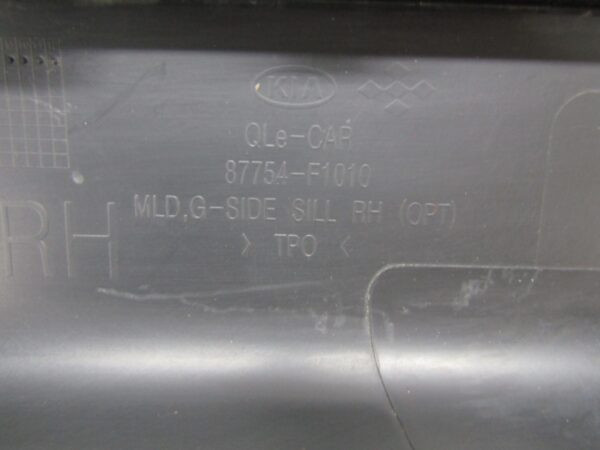 KIA
QLe-CAR
87754-F1010
MLD,G-SIDE SILL RH (OPT)
> TPO <
RH